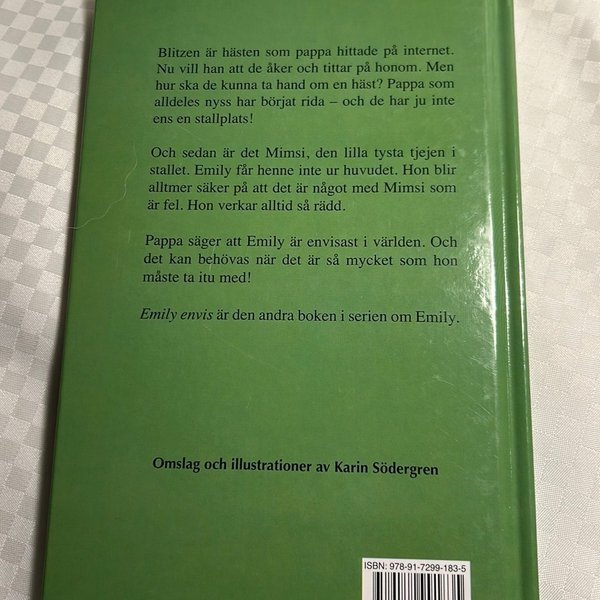 Blitzen är hästen som pappa hittade på internet.
Nu vill han att de åker och tittar på honom. Men
hur ska de kunna ta hand om en häst? Pappa som
alldeles nyss har börjat rida – och de har ju inte
ens en stallplats!
Och sedan är det Mimsi, den lilla tysta tjejen i
stallet. Emily får henne inte ur huvudet. Hon blir
alltmer säker på att det är något med Mimsi som
är fel. Hon verkar alltid så rädd.
Pappa säger att Emily är envisast i världen. Och
det kan behövas när det är så mycket som hon
måste ta itu med!
Emily envis är den andra boken i serien om Emily.
Omslag och illustrationer av Karin Södergren
ISBN: 978-91-7299-183-5